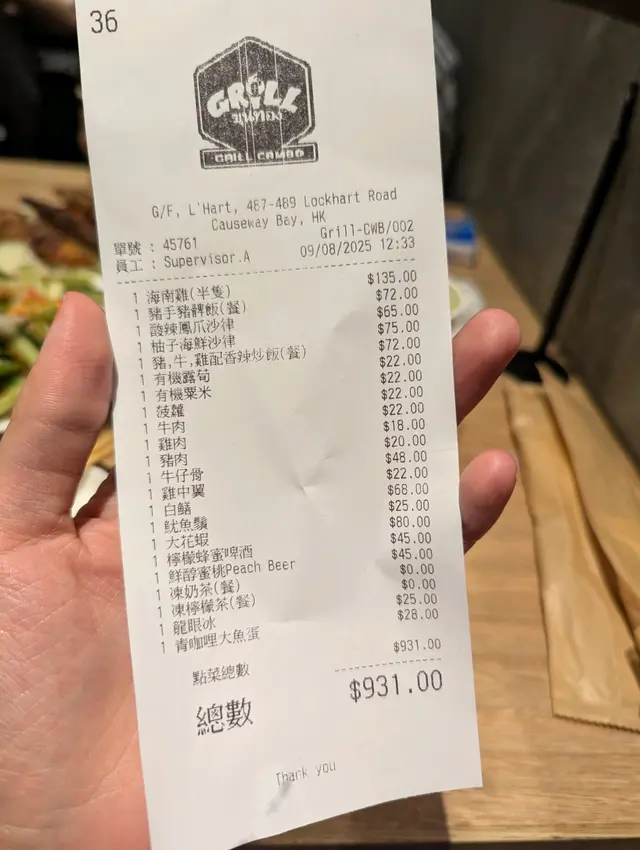 36
GRILL
GRILL CAMBO
G/F, L'Hart, 487-489 Lockhart Road
Causeway Bay, HK
單號 : 45761 Grill-CWB/002
員工 : Supervisor.A 09/08/2025 12:33
1 海南雞(半隻) $135.00
1 豬手豬髀飯(餐) $72.00
1 酸辣鳳爪沙律 $65.00
1 柚子海鮮沙律 $75.00
1 豬,牛,雞配香辣炒飯(餐) $72.00
1 有機露荀 $22.00
1 有機粟米 $22.00
1 菠蘿 $22.00
1 牛肉 $22.00
1 雞肉 $18.00
1 豬肉 $20.00
1 牛仔骨 $48.00
1 雞中翼 $22.00
1 白鱔 $68.00
1 魷魚鬚 $25.00
1 大花蝦 $80.00
1 檸檬蜂蜜啤酒 $45.00
1 鮮醇蜜桃Peach Beer $45.00
1 凍奶茶(餐) $0.00
1 凍檸檬茶(餐) $0.00
1 龍眼冰 $25.00
1 青咖哩大魚蛋 $28.00
點菜總數 $931.00
總數 $931.00
Thank you